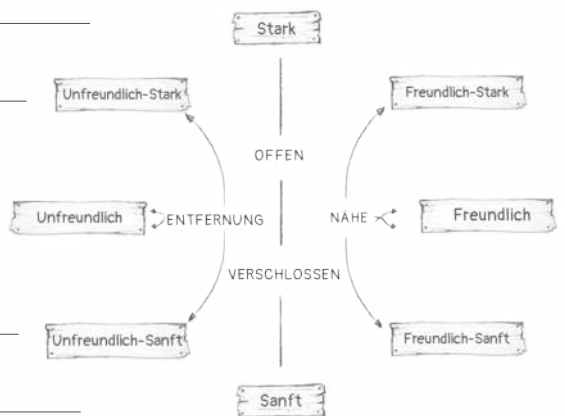 Stark
Unfreundlich-Stark
Freundlich-Stark
OFFEN
Unfreundlich
ENTFERNUNG
NÄHE
Freundlich
VERSCHLOSSEN
Unfreundlich-Sanft
Freundlich-Sanft
Sanft